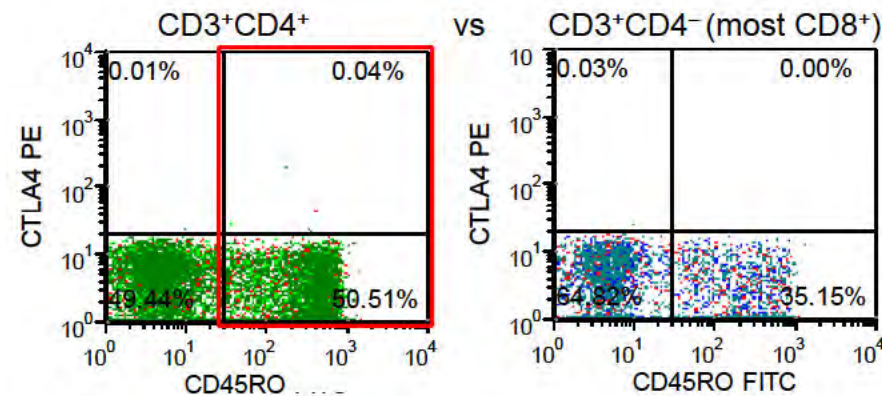 CD3⁺CD4⁺ vs CD3⁺CD4⁻ (most CD8⁺)
CTLA4 PE
10⁴
10³
10²
10¹
10⁰
0.01%
0.04%
49.44%
50.51%
10⁰ 10¹ 10² 10³ 10⁴
CD45RO
CTLA4 PE
10
10³
10²
10¹
10⁰
0.03%
0.00%
64.82%
35.15%
10⁰ 10¹ 10² 10³ 10⁴
CD45RO FITC